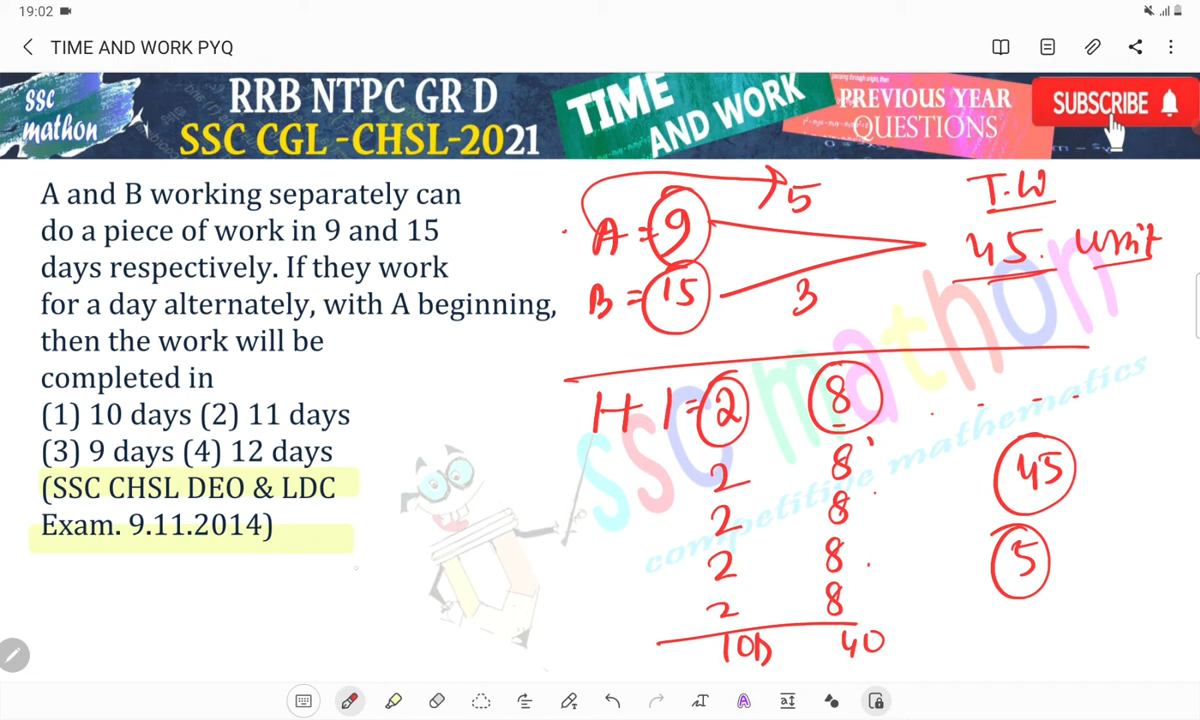 19:02
TIME AND WORK PYQ
SSC
mathon
RRB NTPC GR D
SSC CGL -CHSL-2021
TIME
AND WORK
PREVIOUS YEAR
QUESTIONS
SUBSCRIBE
A and B working separately can
do a piece of work in 9 and 15
days respectively. If they work
for a day alternately, with A beginning,
then the work will be
completed in
(1) 10 days (2) 11 days
(3) 9 days (4) 12 days
(SSC CHSL DEO & LDC
Exam. 9.11.2014)
A = 9 5
B = 15 3
T.W
45 unit
1+1=2 8
2 8
2 8
2 8
2 8
10D 40
45
5
ssc mathon
competitive mathematics